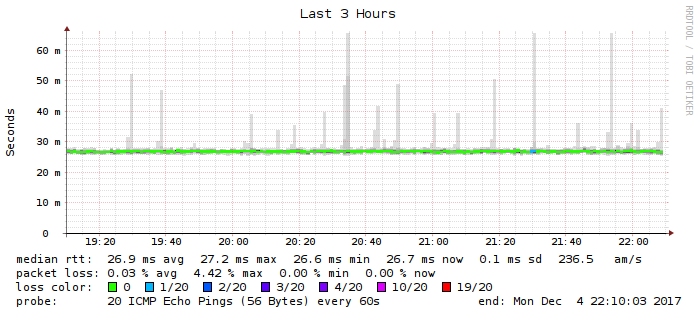 Last 3 Hours
RRDTOOL / TOBI OETIKER
Seconds
60 m
50 m
40 m
30 m
20 m
10 m
0
19:20 19:40 20:00 20:20 20:40 21:00 21:20 21:40 22:00
median rtt: 26.9 ms avg 27.2 ms max 26.6 ms min 26.7 ms now 0.1 ms sd 236.5 am/s
packet loss: 0.03 % avg 4.42 % max 0.00 % min 0.00 % now
loss color: 0 1/20 2/20 3/20 4/20 10/20 19/20
probe: 20 ICMP Echo Pings (56 Bytes) every 60s end: Mon Dec 4 22:10:03 2017